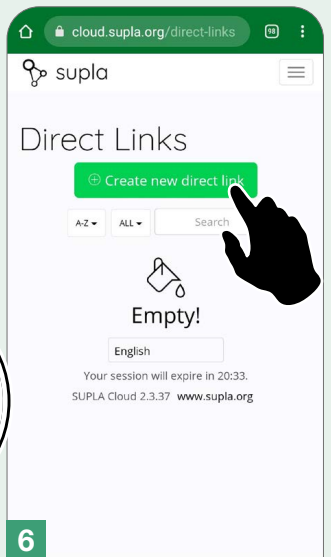 cloud.supla.org/direct-links 98
supla
Direct Links
Create new direct link
A-Z ALL Search
Empty!
English
Your session will expire in 20:33.
SUPLA Cloud 2.3.37 www.supla.org
6